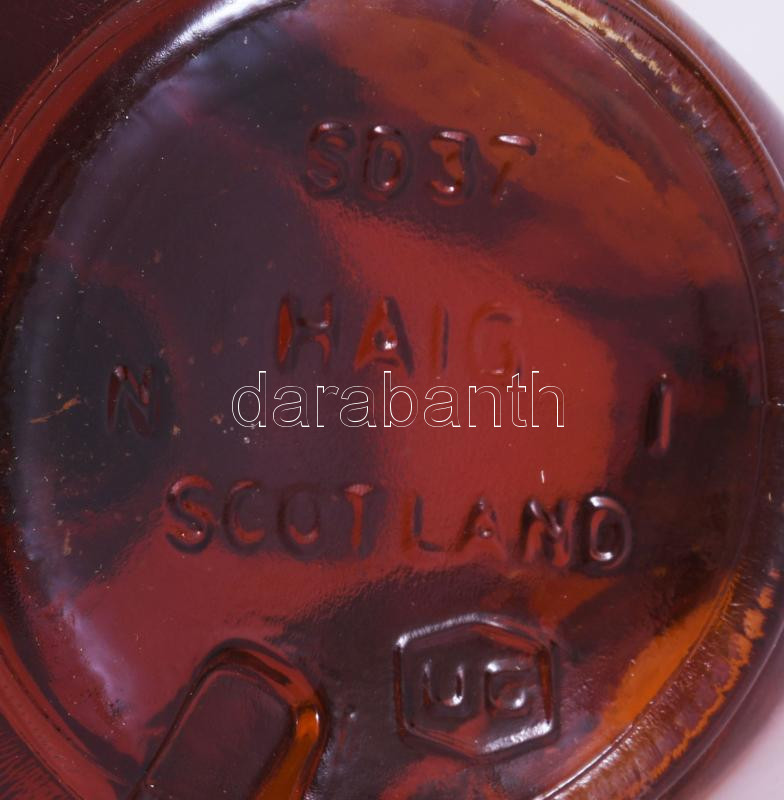 SD37
HAIG
N I
darabanth
SCOTLAND
UG